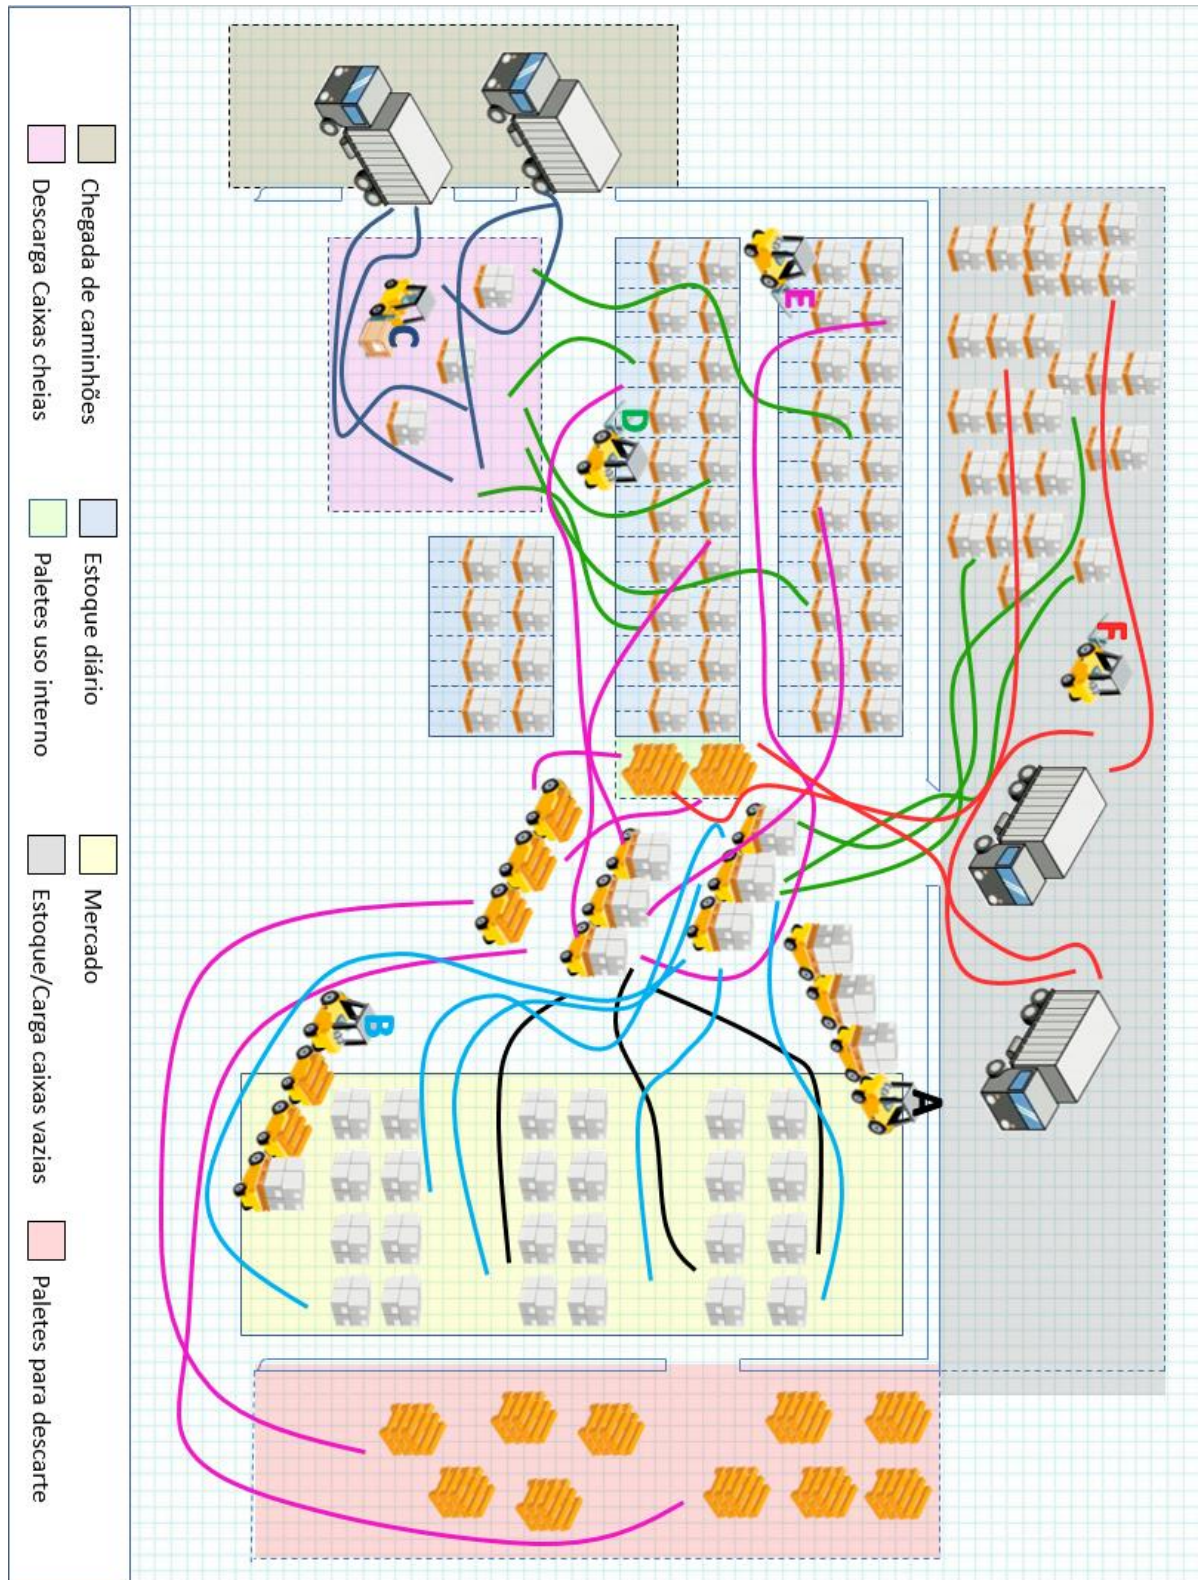 Chegada de caminhões
Descarga Caixas cheias
Estoque diário
Paletes uso interno
Mercado
Estoque/Carga caixas vazias
Paletes para descarte
A
B
C
D
E
F